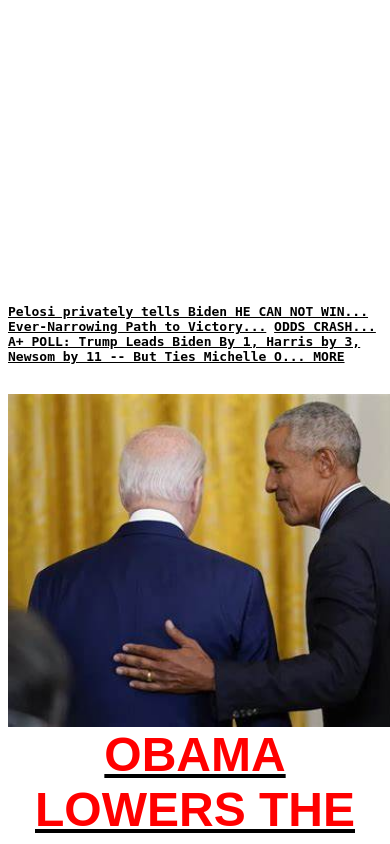 Pelosi privately tells Biden HE CAN NOT WIN...
Ever-Narrowing Path to Victory... ODDS CRASH...
A+ POLL: Trump Leads Biden By 1, Harris by 3,
Newsom by 11 -- But Ties Michelle O... MORE
OBAMA
LOWERS THE